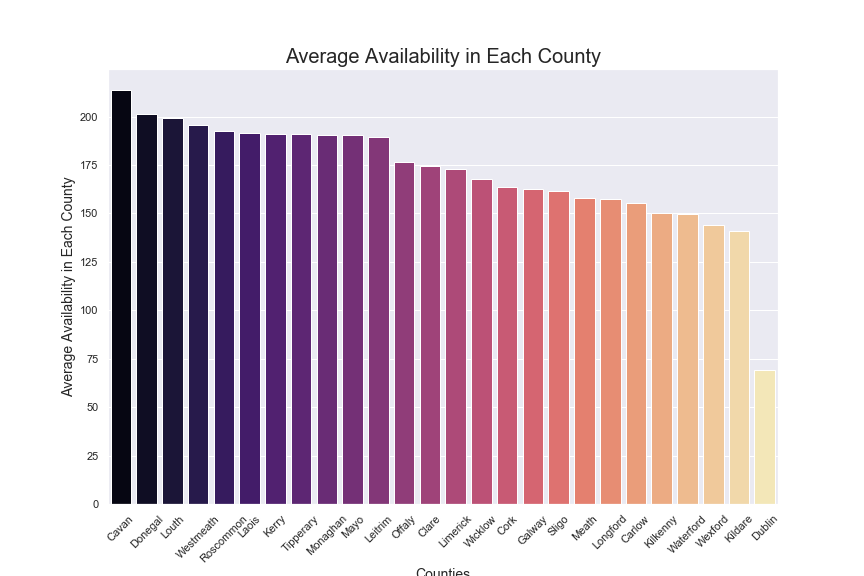 Average Availability in Each County
Average Availability in Each County
200
175
150
125
100
75
50
25
0
Cavan
Donegal
Louth
Westmeath
Roscommon
Laois
Kerry
Tipperary
Monaghan
Mayo
Leitrim
Offaly
Clare
Limerick
Wicklow
Cork
Galway
Sligo
Meath
Longford
Carlow
Kilkenny
Waterford
Wexford
Kildare
Dublin
Counties